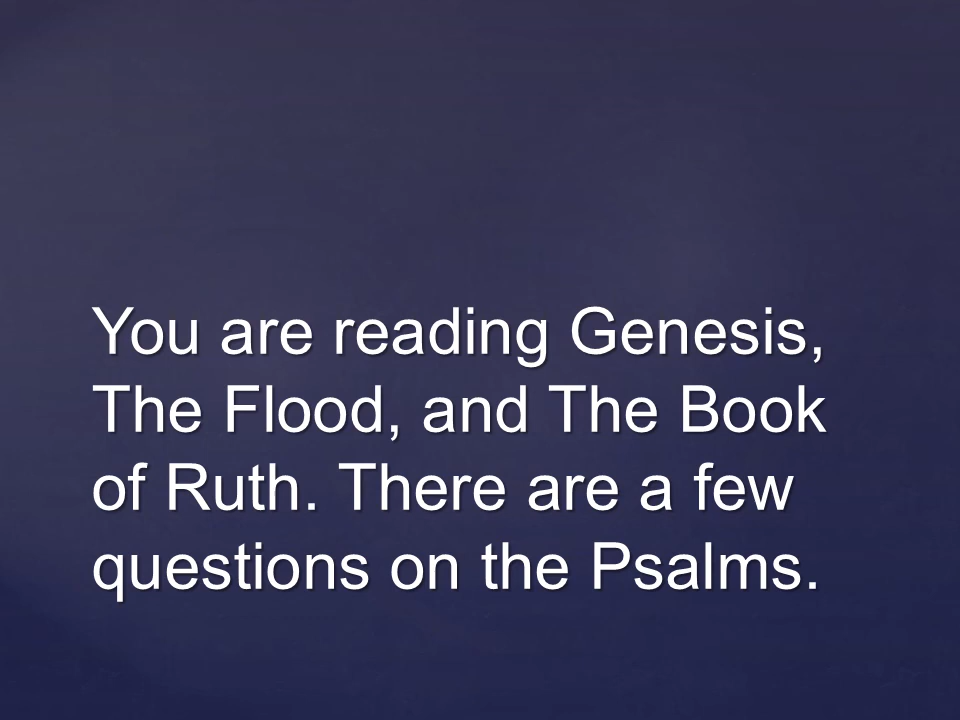 You are reading Genesis,
The Flood, and The Book
of Ruth. There are a few
questions on the Psalms.